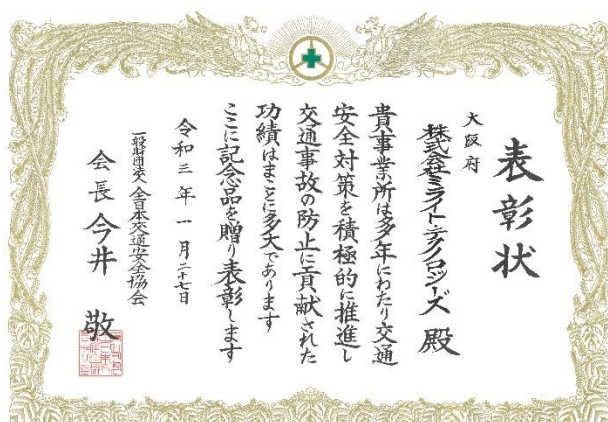 表彰状
大阪府
株式会社ミライト・テクノロジーズ 殿
貴事業所は多年にわたり交通
安全対策を積極的に推進し
交通事故の防止に貢献された
功績はまことに多大であります
ここに記念品を贈り表彰します
令和三年一月二十七日
一般財団法人全日本交通安全協会
会長 今井 敬